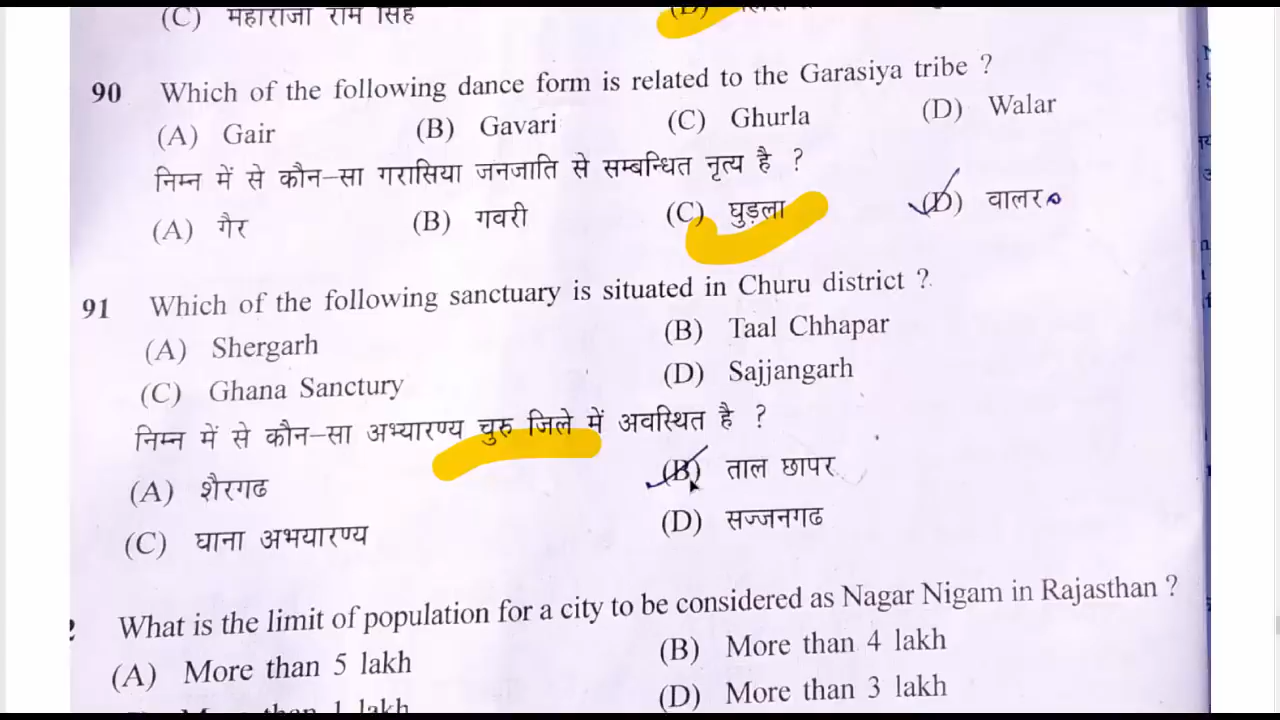 (C) महाराजा राम सिंह
90 Which of the following dance form is related to the Garasiya tribe ?
(A) Gair (B) Gavari (C) Ghurla (D) Walar
निम्न में से कौन-सा गरासिया जनजाति से सम्बन्धित नृत्य है ?
(A) गैर (B) गवरी (C) घुड़ला (D) वालर
91 Which of the following sanctuary is situated in Churu district ?
(A) Shergarh (B) Taal Chhapar
(C) Ghana Sanctury (D) Sajjangarh
निम्न में से कौन-सा अभ्यारण्य चुरु जिले में अवस्थित है ?
(A) शैरगढ (B) ताल छापर
(C) घाना अभयारण्य (D) सज्जनगढ
What is the limit of population for a city to be considered as Nagar Nigam in Rajasthan ?
(A) More than 5 lakh (B) More than 4 lakh
More than 1 lakh (D) More than 3 lakh